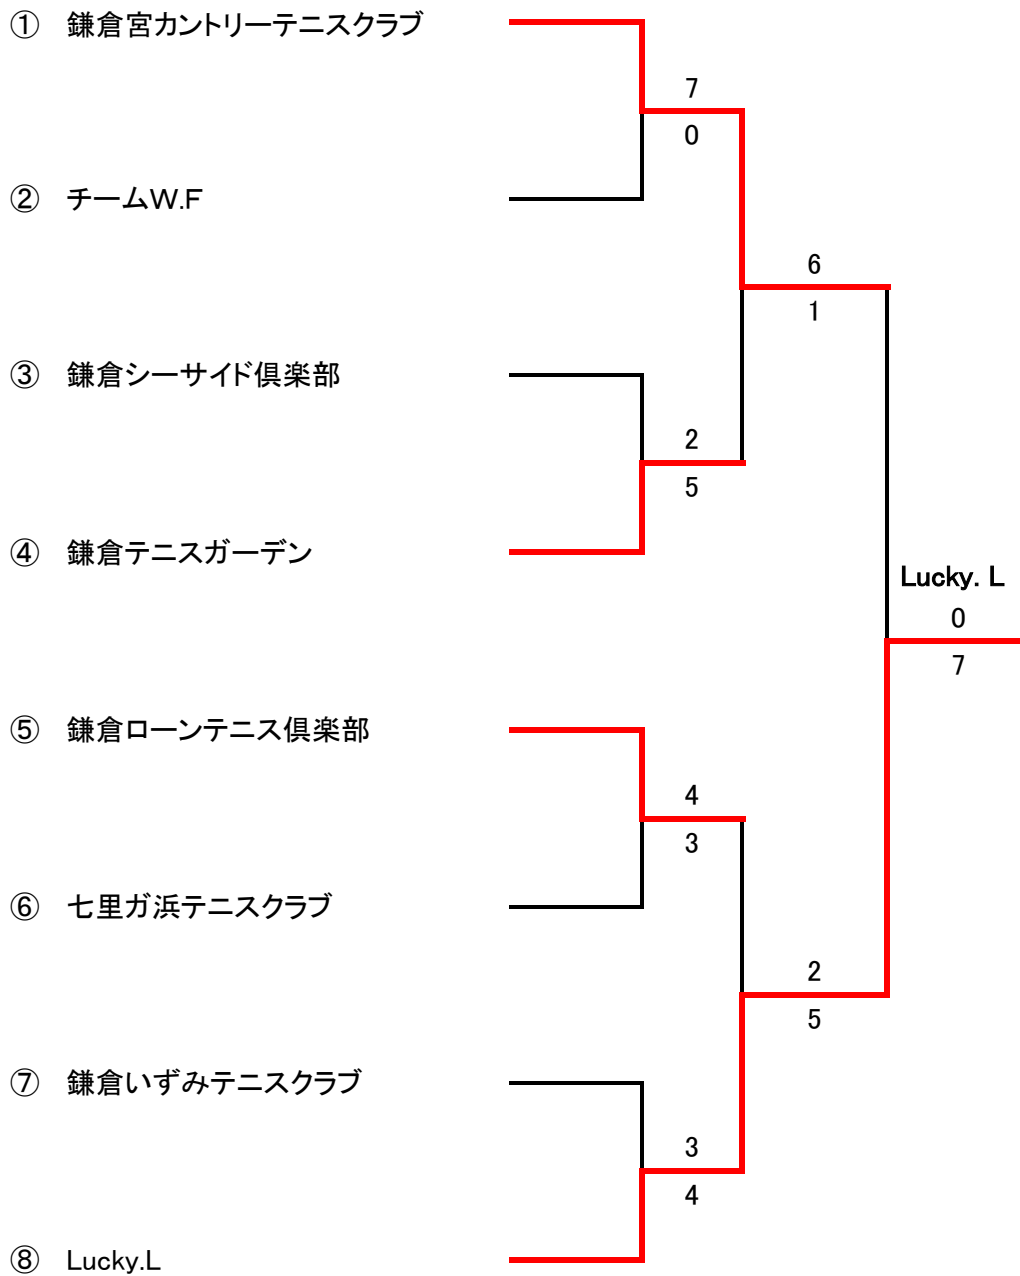 ① 鎌倉宮カントリーテニスクラブ
7
0
② チームW.F
6
1
③ 鎌倉シーサイド倶楽部
2
5
④ 鎌倉テニスガーデン
Lucky. L
0
7
⑤ 鎌倉ローンテニス倶楽部
4
3
⑥ 七里ガ浜テニスクラブ
2
5
⑦ 鎌倉いずみテニスクラブ
3
4
⑧ Lucky.L